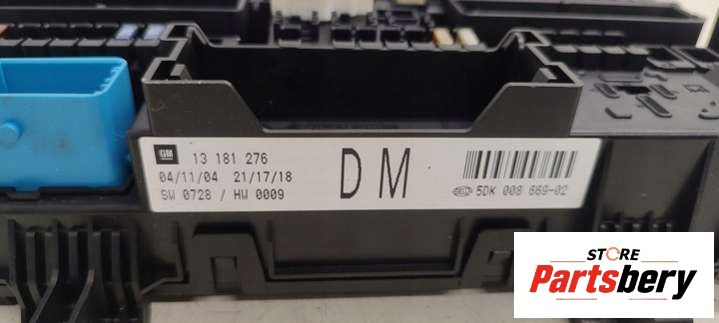 GM 13 181 276
04/11/04 21/17/18
SW 0728 / HW 0009
DM
5DK 008 669-02
STORE
Partsbery